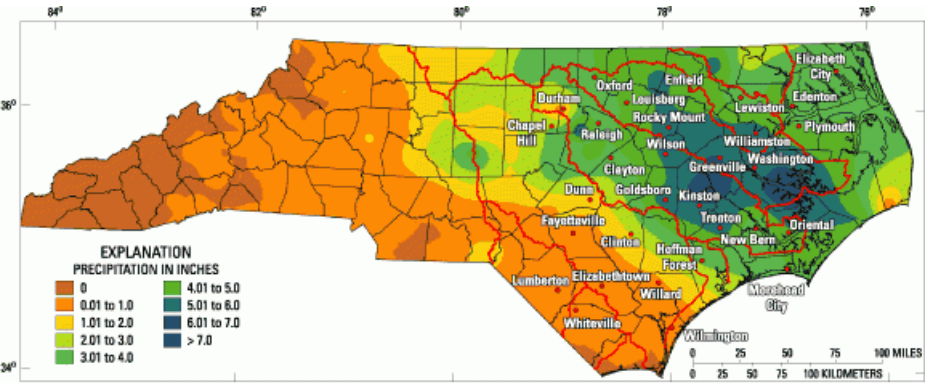 84° 82° 80° 78° 76°
36°
34°
Elizabeth
City
Oxford
Enfield
Durham
Louisburg
Lewiston
Edenton
Rocky Mount
Chapel
Hill
Raleigh
Plymouth
Williamston
Wilson
Washington
Greenville
Clayton
Dunn
Goldsboro
Kinston
Trenton
Oriental
Fayetteville
New Bern
Clinton
Hoffman
Forest
Lumberton
Elizabethtown
Willard
Morehead
City
Whiteville
Wilmington
EXPLANATION
PRECIPITATION IN INCHES
0
0.01 to 1.0
1.01 to 2.0
2.01 to 3.0
3.01 to 4.0
4.01 to 5.0
5.01 to 6.0
6.01 to 7.0
> 7.0
0 25 50 75 100 MILES
0 25 50 75 100 KILOMETERS